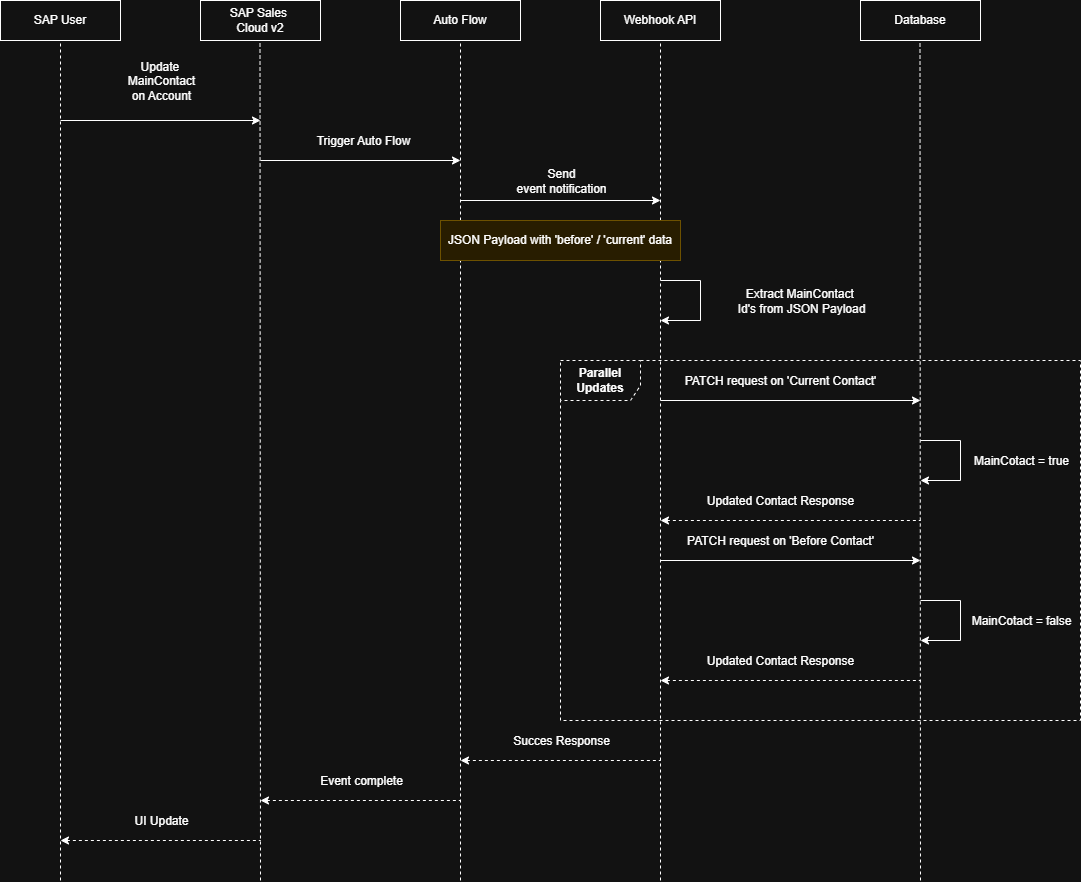 SAP User
SAP Sales
Cloud v2
Auto Flow
Webhook API
Database
Update
MainContact
on Account
Trigger Auto Flow
Send
event notification
JSON Payload with 'before' / 'current' data
Extract MainContact
Id's from JSON Payload
Parallel
Updates
PATCH request on 'Current Contact'
MainCotact = true
Updated Contact Response
PATCH request on 'Before Contact'
MainCotact = false
Updated Contact Response
Succes Response
Event complete
UI Update